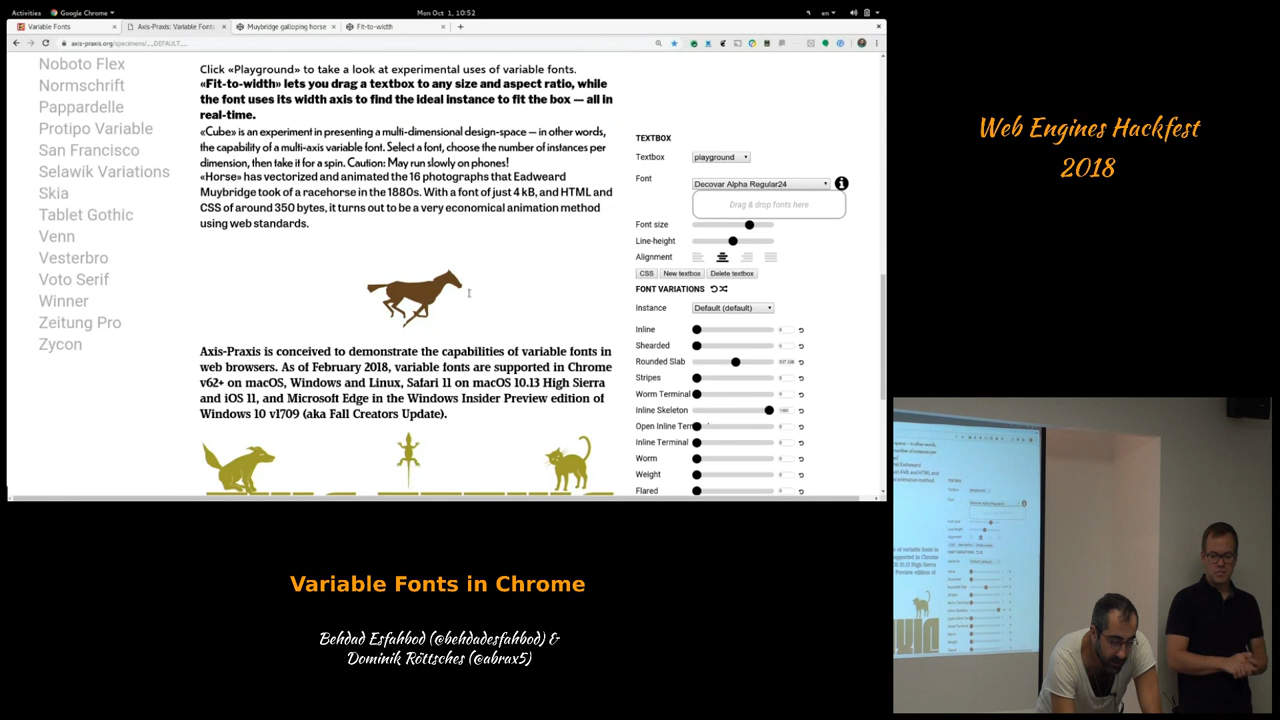 Activities
Google Chrome
Mon Oct 1, 10:52
en
Variable Fonts
Axis-Praxis: Variable Fonts
Muybridge galloping horse
Fit-to-width
axis-praxis.org/specimens/__DEFAULT__
Noboto Flex
Normschrift
Pappardelle
Protipo Variable
San Francisco
Selawik Variations
Skia
Tablet Gothic
Venn
Vesterbro
Voto Serif
Winner
Zeitung Pro
Zycon
Click «Playground» to take a look at experimental uses of variable fonts.
«Fit-to-width» lets you drag a textbox to any size and aspect ratio, while
the font uses its width axis to find the ideal instance to fit the box — all in
real-time.
«Cube» is an experiment in presenting a multi-dimensional design-space — in other words,
the capability of a multi-axis variable font. Select a font, choose the number of instances per
dimension, then take it for a spin. Caution: May run slowly on phones!
«Horse» has vectorized and animated the 16 photographs that Eadweard
Muybridge took of a racehorse in the 1880s. With a font of just 4 kB, and HTML and
CSS of around 350 bytes, it turns out to be a very economical animation method
using web standards.
Axis-Praxis is conceived to demonstrate the capabilities of variable fonts in
web browsers. As of February 2018, variable fonts are supported in Chrome
v62+ on macOS, Windows and Linux, Safari 11 on macOS 10.13 High Sierra
and iOS 11, and Microsoft Edge in the Windows Insider Preview edition of
Windows 10 v1709 (aka Fall Creators Update).
TEXTBOX
Textbox playground
Font
Decovar Alpha Regular24
Drag & drop fonts here
Font size
Line-height
Alignment
CSS New textbox Delete textbox
FONT VARIATIONS
Instance Default (default)
Inline
Shearded
Rounded Slab
Stripes
Worm Terminal
Inline Skeleton
Open Inline Term
Inline Terminal
Worm
Weight
Flared
Web Engines Hackfest
2018
Variable Fonts in Chrome
Behdad Esfahbod (@behdadesfahbod) &
Dominik Röttsches (@abrax5)